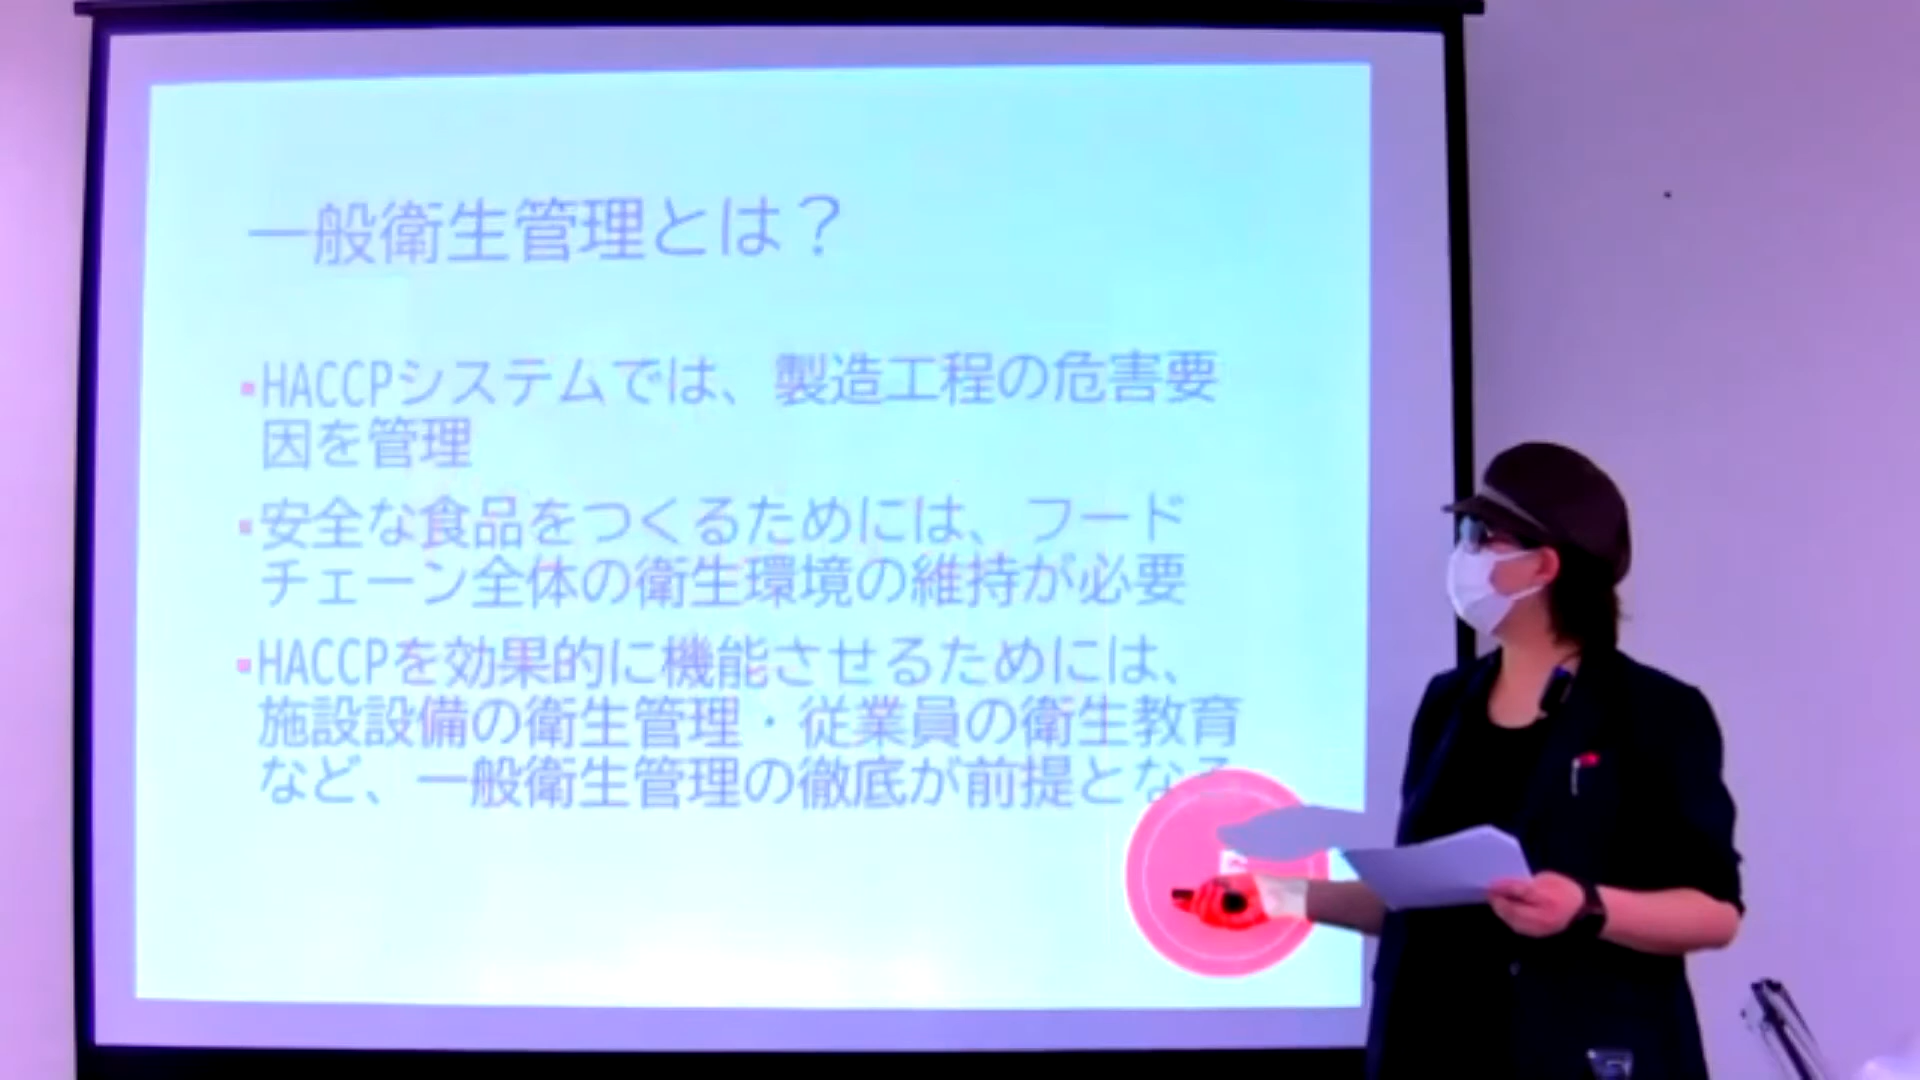 一般衛生管理とは？
▪HACCPシステムでは、製造工程の危害要
因を管理
▪安全な食品をつくるためには、フード
チェーン全体の衛生環境の維持が必要
▪HACCPを効果的に機能させるためには、
施設設備の衛生管理・従業員の衛生教育
など、一般衛生管理の徹底が前提となる